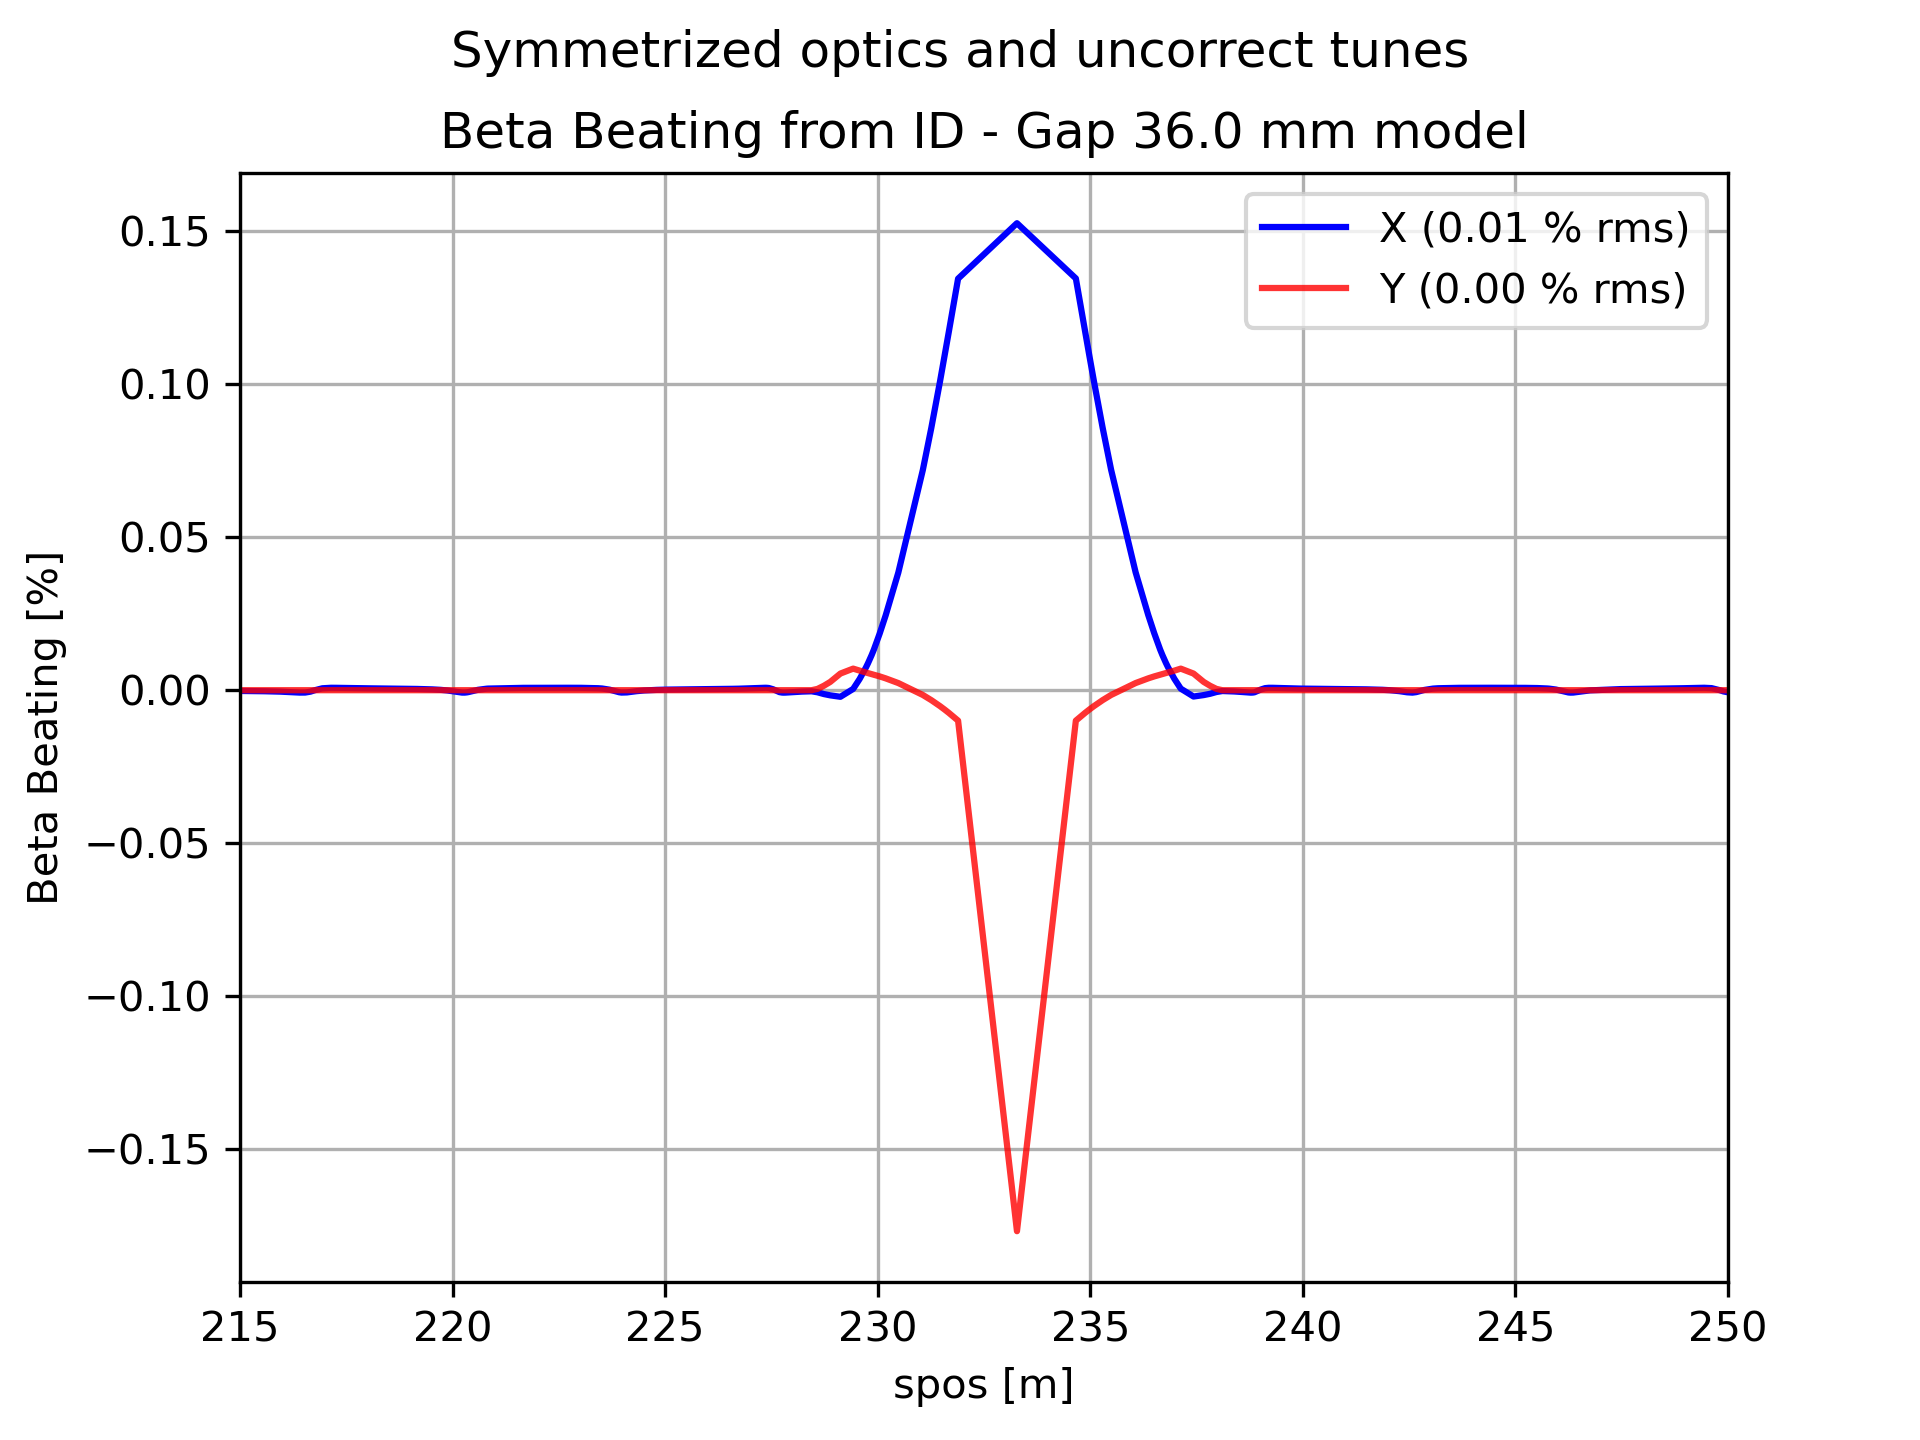 Symmetrized optics and uncorrect tunes
Beta Beating from ID - Gap 36.0 mm model
X (0.01 % rms)
Y (0.00 % rms)
Beta Beating [%]
0.15
0.10
0.05
0.00
−0.05
−0.10
−0.15
215 220 225 230 235 240 245 250
spos [m]